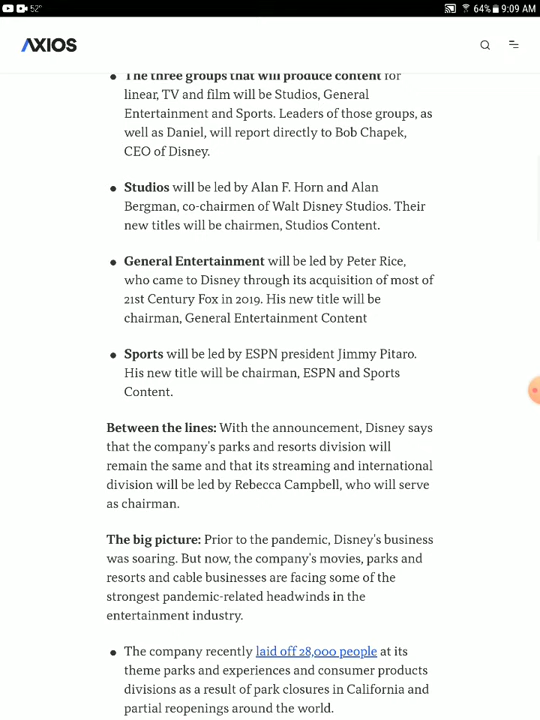 52°
64% 9:09 AM
AXIOS
The three groups that will produce content for
linear, TV and film will be Studios, General
Entertainment and Sports. Leaders of those groups, as
well as Daniel, will report directly to Bob Chapek,
CEO of Disney.
Studios will be led by Alan F. Horn and Alan
Bergman, co-chairmen of Walt Disney Studios. Their
new titles will be chairmen, Studios Content.
General Entertainment will be led by Peter Rice,
who came to Disney through its acquisition of most of
21st Century Fox in 2019. His new title will be
chairman, General Entertainment Content
Sports will be led by ESPN president Jimmy Pitaro.
His new title will be chairman, ESPN and Sports
Content.
Between the lines: With the announcement, Disney says
that the company's parks and resorts division will
remain the same and that its streaming and international
division will be led by Rebecca Campbell, who will serve
as chairman.
The big picture: Prior to the pandemic, Disney's business
was soaring. But now, the company's movies, parks and
resorts and cable businesses are facing some of the
strongest pandemic-related headwinds in the
entertainment industry.
The company recently laid off 28,000 people at its
theme parks and experiences and consumer products
divisions as a result of park closures in California and
partial reopenings around the world.